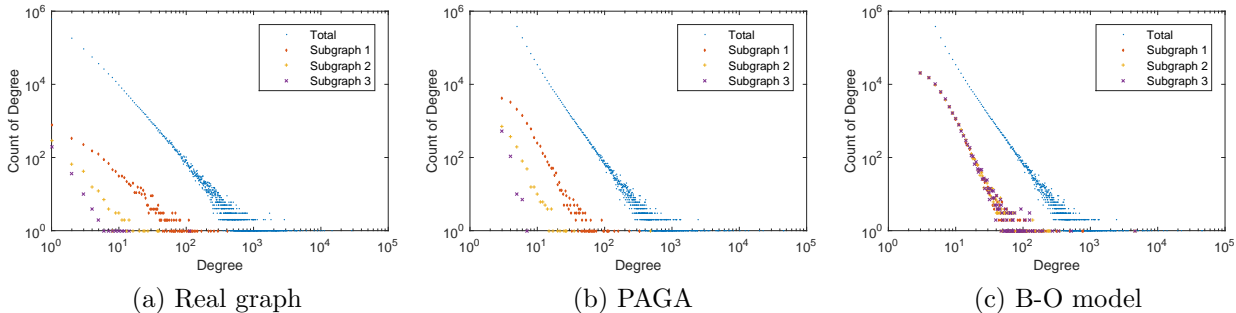 10^6
10^4
10^2
10^0
Count of Degree
10^0 10^1 10^2 10^3 10^4 10^5
Degree
Total
Subgraph 1
Subgraph 2
Subgraph 3
(a) Real graph
10^6
10^4
10^2
10^0
Count of Degree
10^0 10^1 10^2 10^3 10^4 10^5
Degree
Total
Subgraph 1
Subgraph 2
Subgraph 3
(b) PAGA
10^6
10^4
10^2
10^0
Count of Degree
10^0 10^1 10^2 10^3 10^4 10^5
Degree
Total
Subgraph 1
Subgraph 2
Subgraph 3
(c) B-O model